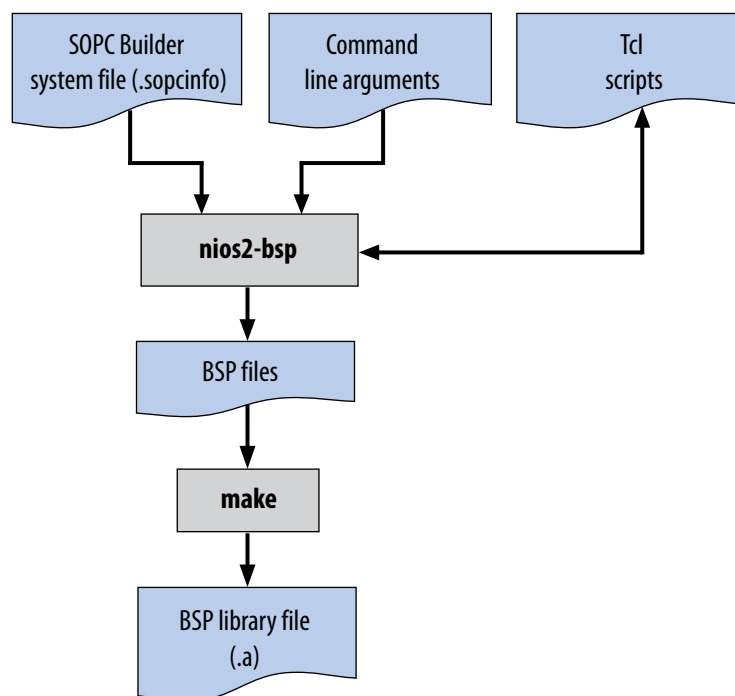 SOPC Builder
system file (.sopcinfo)
Command
line arguments
Tcl
scripts
nios2-bsp
BSP files
make
BSP library file
(.a)